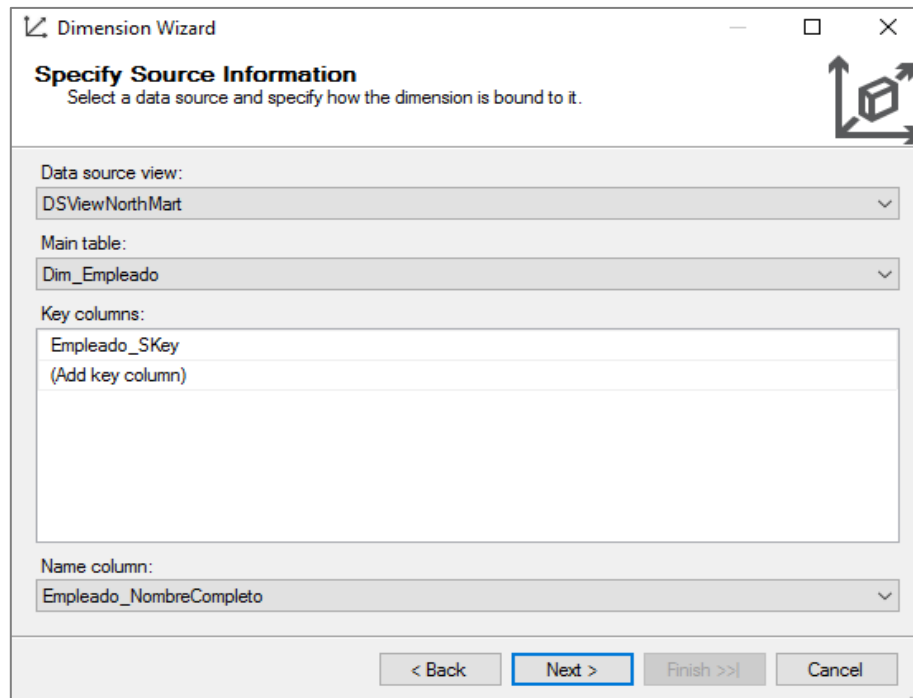 Dimension Wizard
Specify Source Information
Select a data source and specify how the dimension is bound to it.
Data source view:
DSViewNorthMart
Main table:
Dim_Empleado
Key columns:
Empleado_SKey
(Add key column)
Name column:
Empleado_NombreCompleto
< Back
Next >
Finish >>|
Cancel